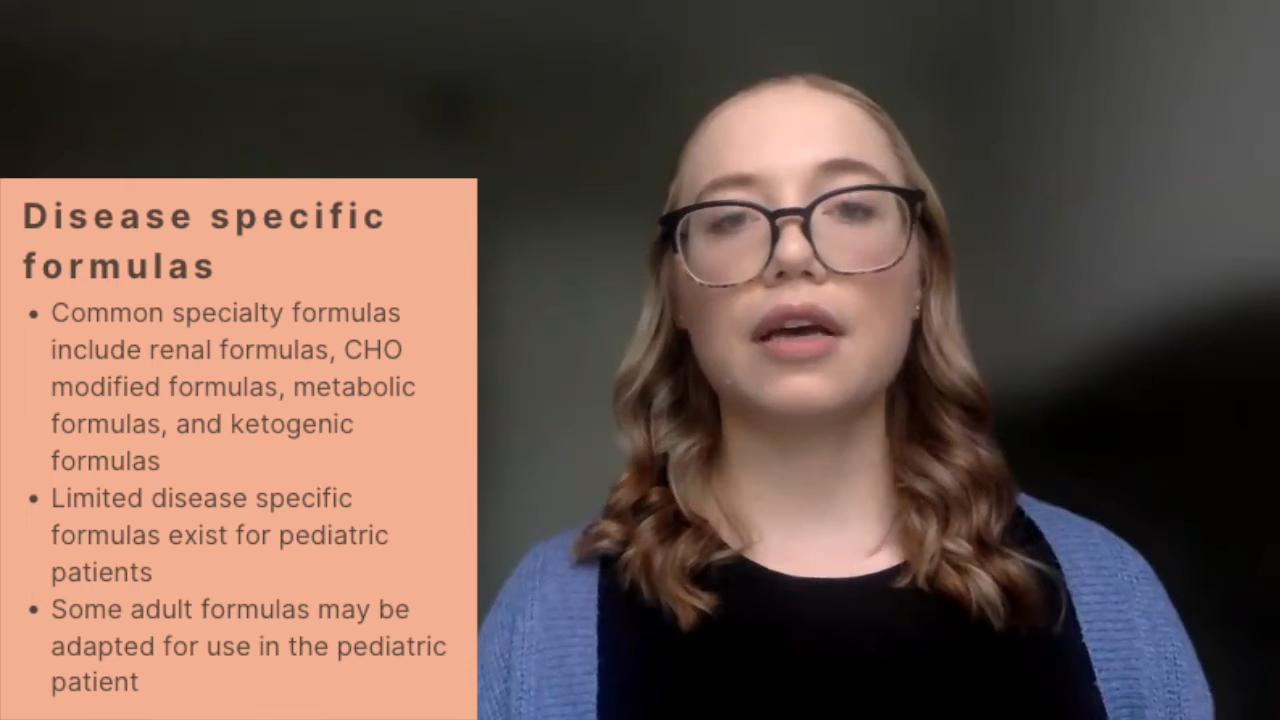 Disease specific
formulas
• Common specialty formulas
include renal formulas, CHO
modified formulas, metabolic
formulas, and ketogenic
formulas
• Limited disease specific
formulas exist for pediatric
patients
• Some adult formulas may be
adapted for use in the pediatric
patient